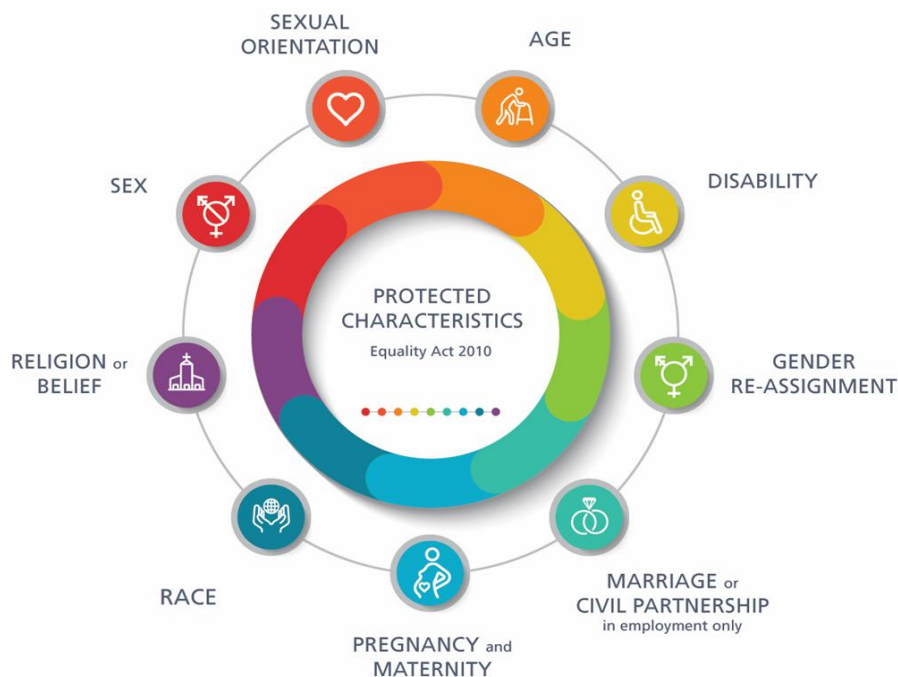 PROTECTED
CHARACTERISTICS
Equality Act 2010
SEXUAL
ORIENTATION
AGE
DISABILITY
GENDER
RE-ASSIGNMENT
MARRIAGE or
CIVIL PARTNERSHIP
in employment only
PREGNANCY and
MATERNITY
RACE
RELIGION or
BELIEF
SEX